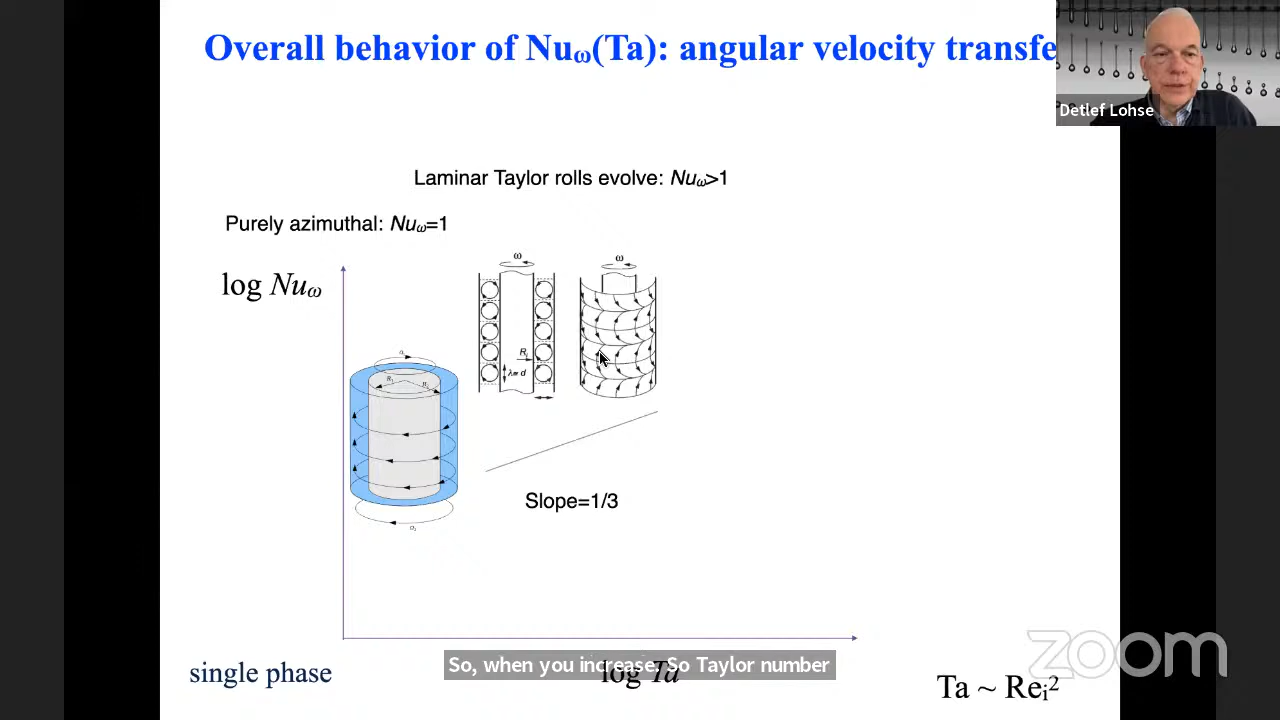 Overall behavior of Nuω(Ta): angular velocity transfe
Detlef Lohse
Laminar Taylor rolls evolve: Nuω>1
Purely azimuthal: Nuω=1
log Nuω
ω
ω
Ri
λ≈ d
Slope=1/3
So, when you increase. So Taylor number
log Ta
single phase
Ta ~ Rei²
zoom